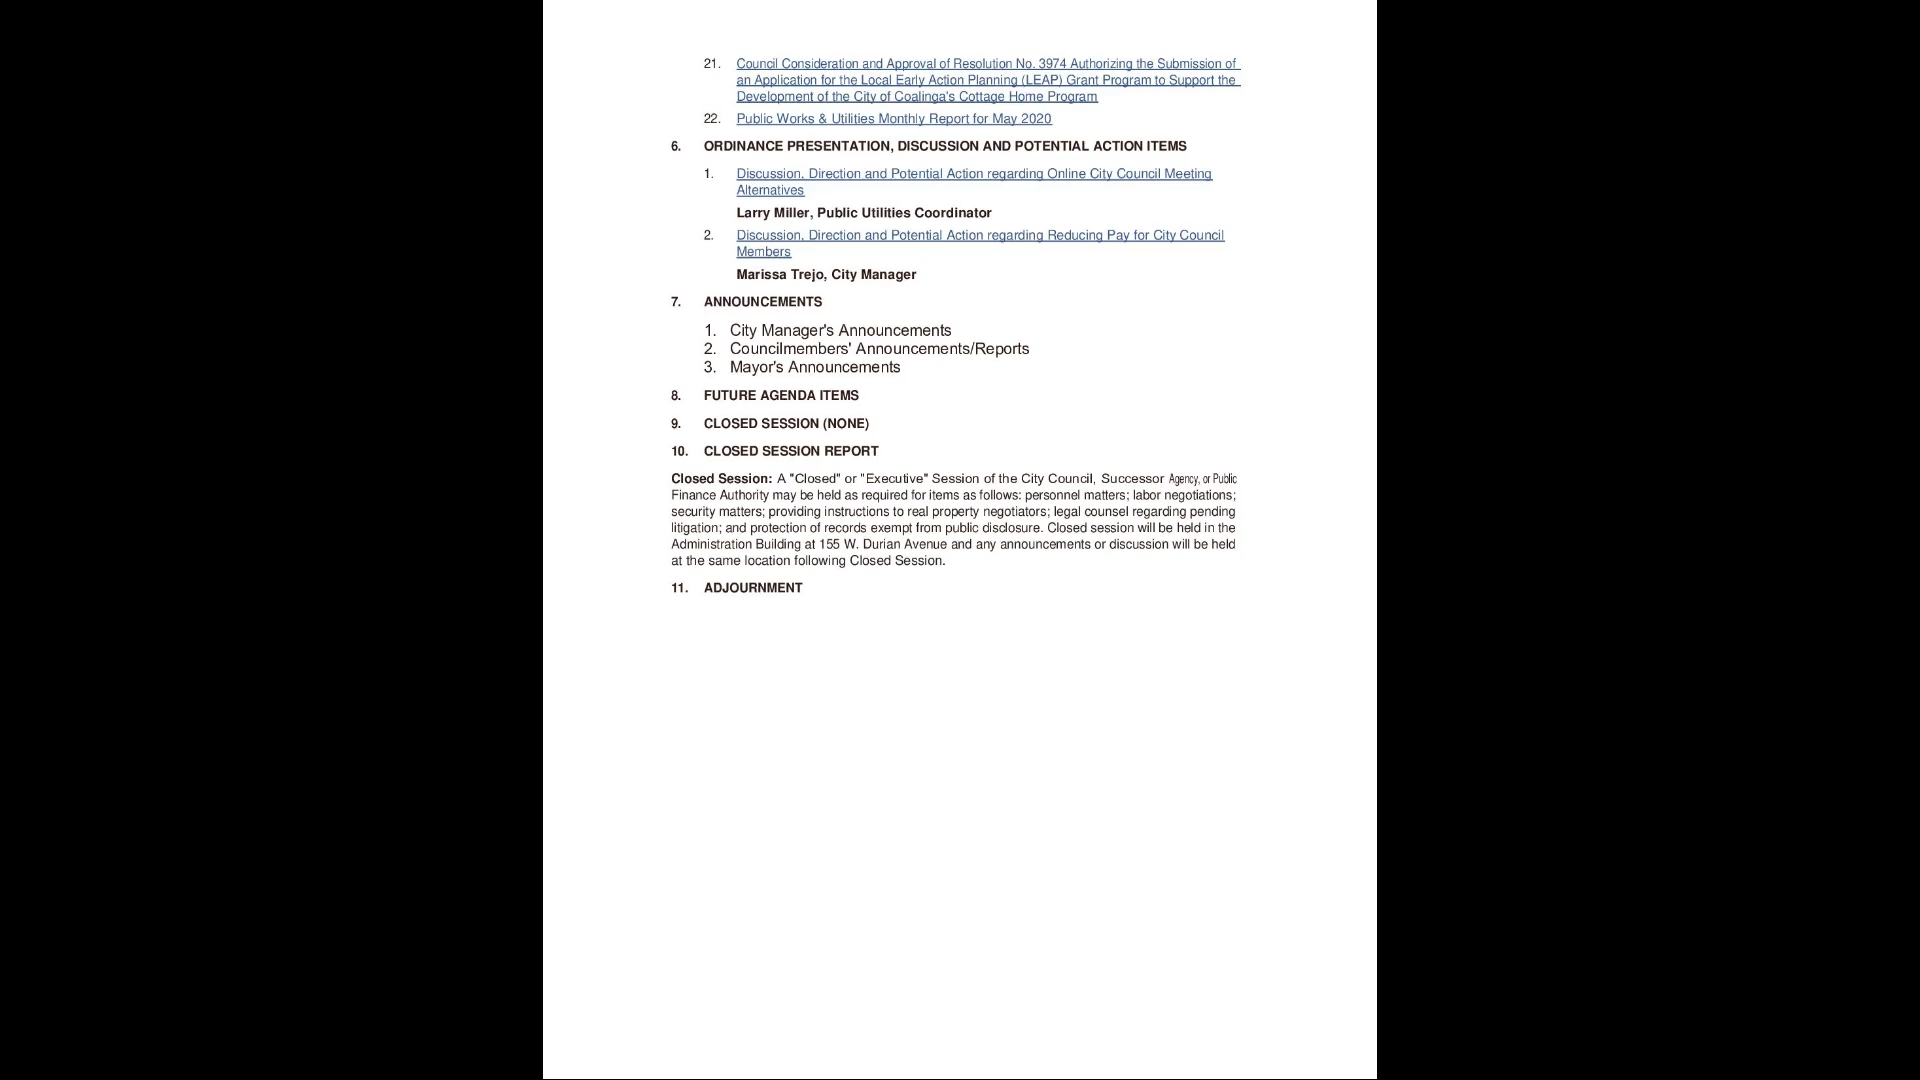 21. Council Consideration and Approval of Resolution No. 3974 Authorizing the Submission of
an Application for the Local Early Action Planning (LEAP) Grant Program to Support the
Development of the City of Coalinga's Cottage Home Program
22. Public Works & Utilities Monthly Report for May 2020
6. ORDINANCE PRESENTATION, DISCUSSION AND POTENTIAL ACTION ITEMS
1. Discussion, Direction and Potential Action regarding Online City Council Meeting
Alternatives
Larry Miller, Public Utilities Coordinator
2. Discussion, Direction and Potential Action regarding Reducing Pay for City Council
Members
Marissa Trejo, City Manager
7. ANNOUNCEMENTS
1. City Manager's Announcements
2. Councilmembers' Announcements/Reports
3. Mayor's Announcements
8. FUTURE AGENDA ITEMS
9. CLOSED SESSION (NONE)
10. CLOSED SESSION REPORT
Closed Session: A "Closed" or "Executive" Session of the City Council, Successor Agency, or Public
Finance Authority may be held as required for items as follows: personnel matters; labor negotiations;
security matters; providing instructions to real property negotiators; legal counsel regarding pending
litigation; and protection of records exempt from public disclosure. Closed session will be held in the
Administration Building at 155 W. Durian Avenue and any announcements or discussion will be held
at the same location following Closed Session.
11. ADJOURNMENT